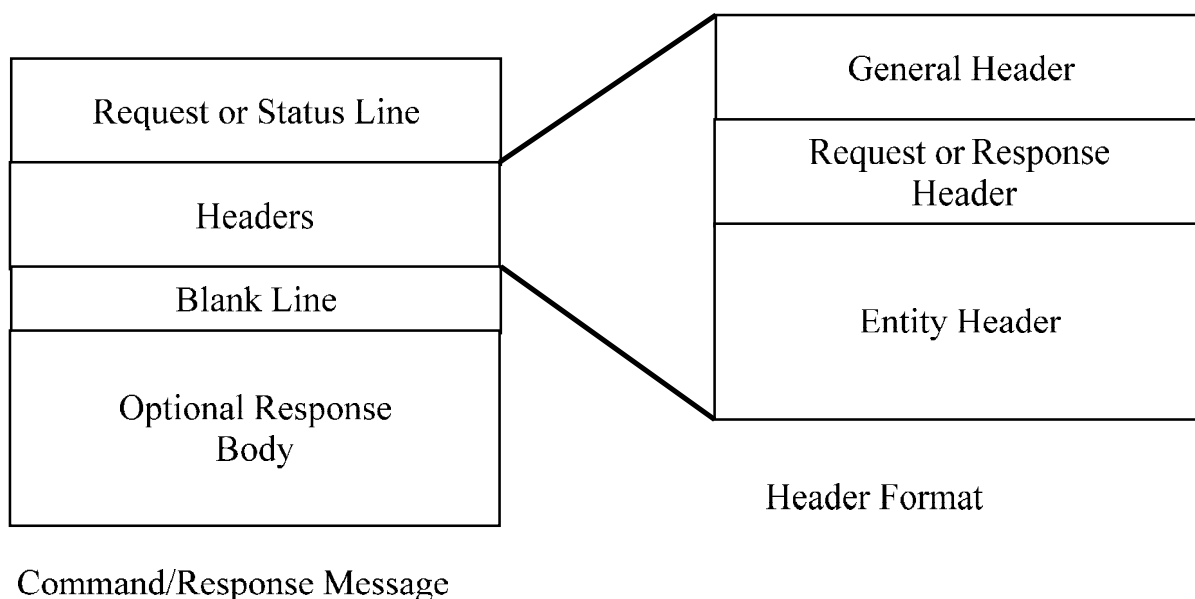 Request or Status Line
Headers
Blank Line
Optional Response
Body
Command/Response Message
General Header
Request or Response
Header
Entity Header
Header Format